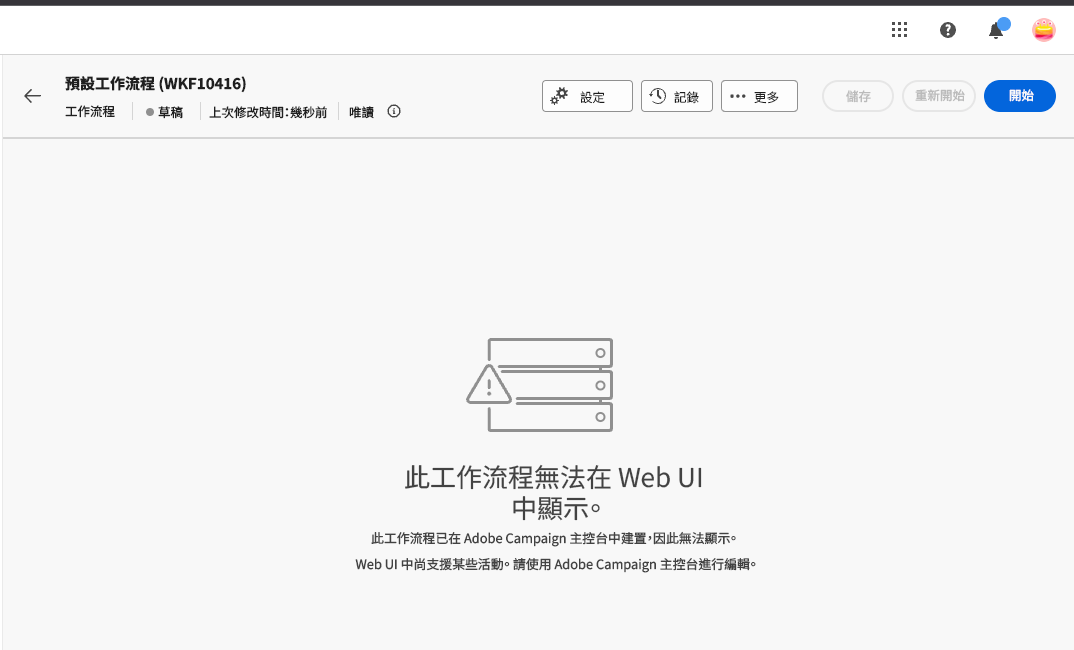 預設工作流程 (WKF10416)
工作流程 草稿 上次修改時間：幾秒前 唯讀
設定 記錄 更多 儲存 重新開始 開始
此工作流程無法在 Web UI
中顯示。
此工作流程已在 Adobe Campaign 主控台中建置，因此無法顯示。
Web UI 中尚支援某些活動。請使用 Adobe Campaign 主控台進行編輯。